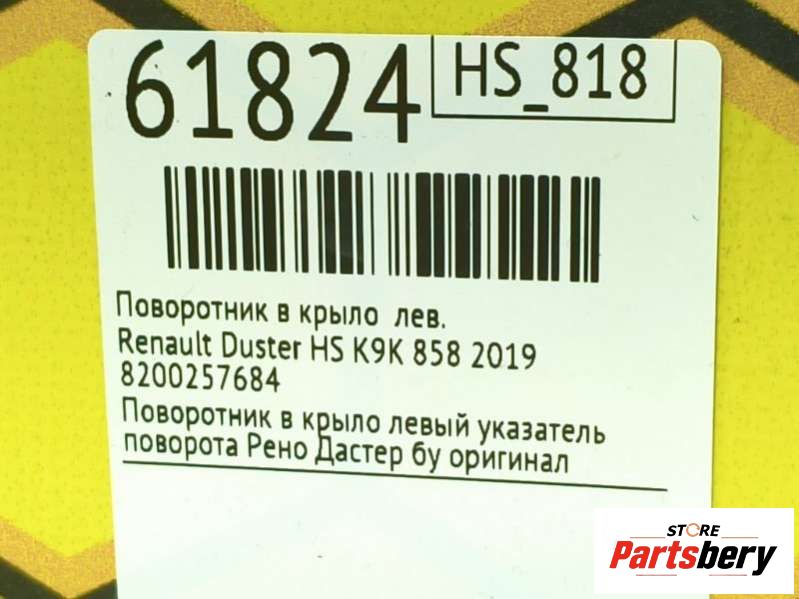 61824
HS_818
Поворотник в крыло лев.
Renault Duster HS K9K 858 2019
8200257684
Поворотник в крыло левый указатель
поворота Рено Дастер бу оригинал
STORE
Partsbery